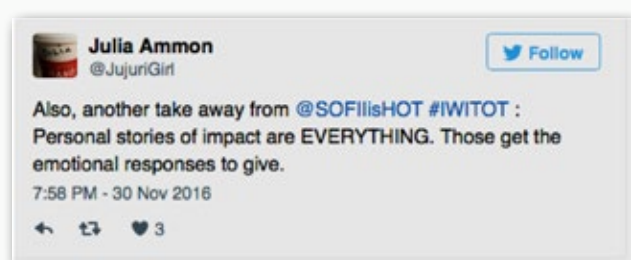 Julia Ammon
Follow
@JujuriGirl
Also, another take away from @SOFIIisHOT #IWITOT :
Personal stories of impact are EVERYTHING. Those get the
emotional responses to give.
7:58 PM - 30 Nov 2016
3